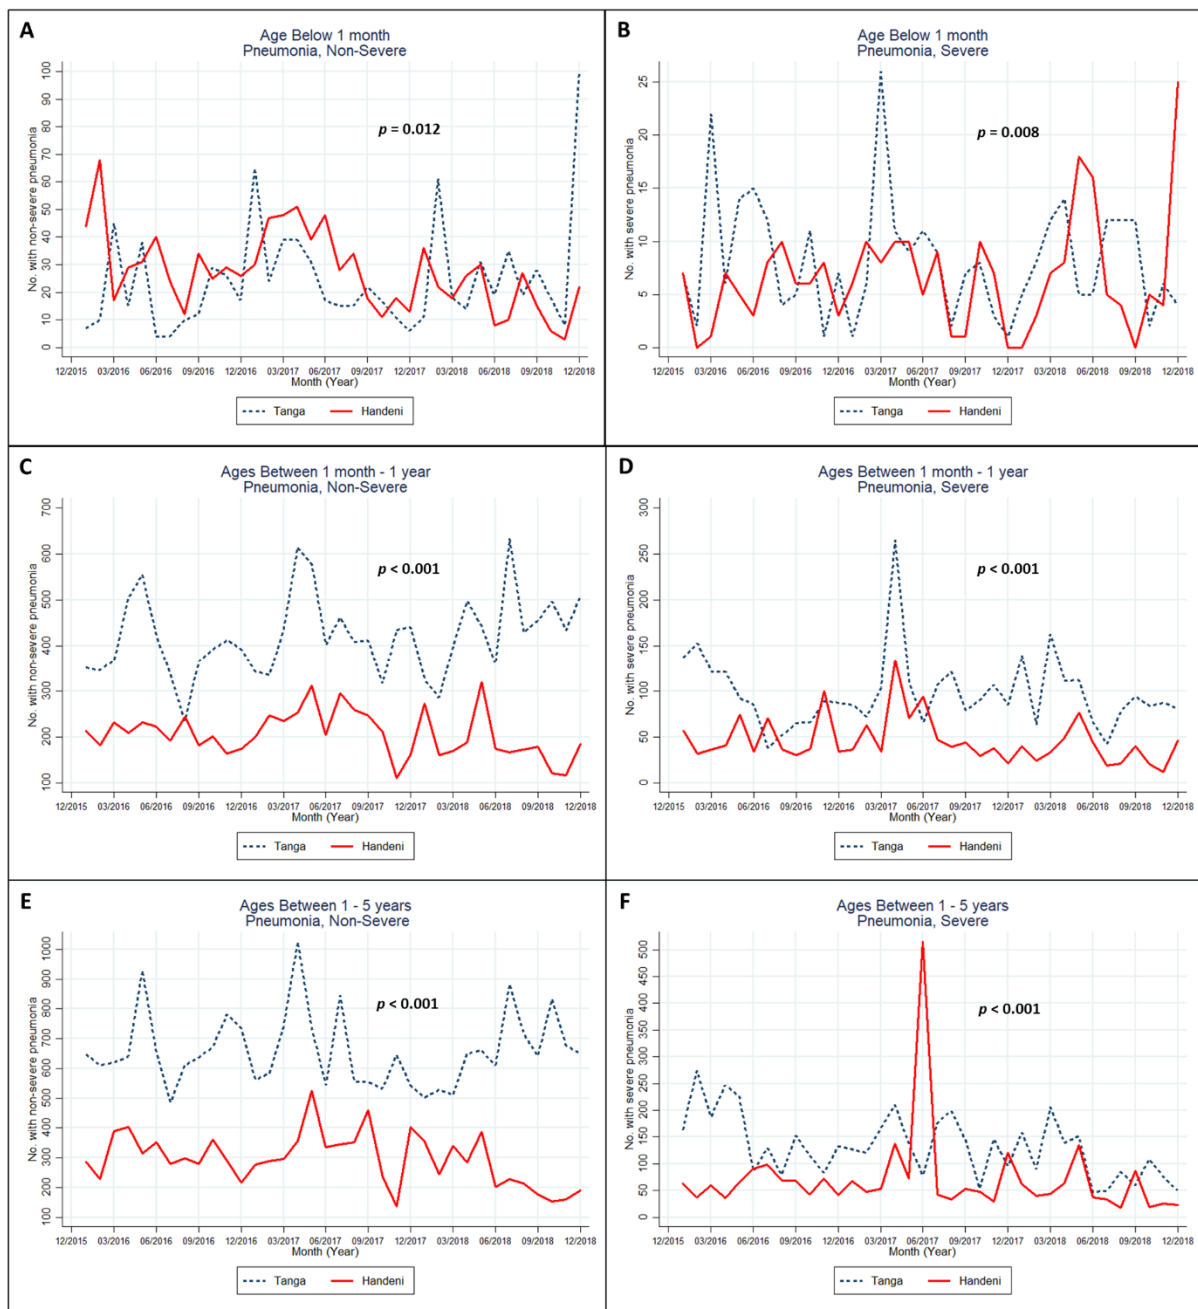 A
Age Below 1 month
Pneumonia, Non-Severe
No. with non-severe pneumonia
100
90
80
70
60
50
40
30
20
10
0
p = 0.012
12/2015 03/2016 06/2016 09/2016 12/2016 03/2017 06/2017 09/2017 12/2017 03/2018 06/2018 09/2018 12/2018
Month (Year)
Tanga Handeni
B
Age Below 1 month
Pneumonia, Severe
No. with severe pneumonia
25
20
15
10
5
0
p = 0.008
12/2015 03/2016 06/2016 09/2016 12/2016 03/2017 06/2017 09/2017 12/2017 03/2018 06/2018 09/2018 12/2018
Month (Year)
Tanga Handeni
C
Ages Between 1 month - 1 year
Pneumonia, Non-Severe
No. with non-severe pneumonia
700
600
500
400
300
200
100
p < 0.001
12/2015 03/2016 06/2016 09/2016 12/2016 03/2017 06/2017 09/2017 12/2017 03/2018 06/2018 09/2018 12/2018
Month (Year)
Tanga Handeni
D
Ages Between 1 month - 1 year
Pneumonia, Severe
No. with severe pneumonia
300
250
200
150
100
50
0
p < 0.001
12/2015 03/2016 06/2016 09/2016 12/2016 03/2017 06/2017 09/2017 12/2017 03/2018 06/2018 09/2018 12/2018
Month (Year)
Tanga Handeni
E
Ages Between 1 - 5 years
Pneumonia, Non-Severe
No. with non-severe pneumonia
1000
900
800
700
600
500
400
300
200
100
p < 0.001
12/2015 03/2016 06/2016 09/2016 12/2016 03/2017 06/2017 09/2017 12/2017 03/2018 06/2018 09/2018 12/2018
Month (Year)
Tanga Handeni
F
Ages Between 1 - 5 years
Pneumonia, Severe
No. with severe pneumonia
500
450
400
350
300
250
200
150
100
50
0
p < 0.001
12/2015 03/2016 06/2016 09/2016 12/2016 03/2017 06/2017 09/2017 12/2017 03/2018 06/2018 09/2018 12/2018
Month (Year)
Tanga Handeni